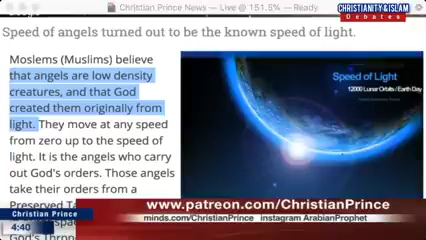 Christian Prince News — Live @ 151.5% — Ready
CHRISTIANITY & ISLAM
Debates
Speed of angels turned out to be the known speed of light.
Moslems (Muslims) believe
that angels are low density
creatures, and that God
created them originally from
light. They move at any speed
from zero up to the speed of
light. It is the angels who carry
out God's orders. Those angels
take their orders from a
Preserved
God's Throne
Speed of Light
12000 Lunar Orbits / Earth Day
www.patreon.com/ChristianPrince
minds.com/ChristianPrince instagram ArabianProphet
Christian Prince
4:40